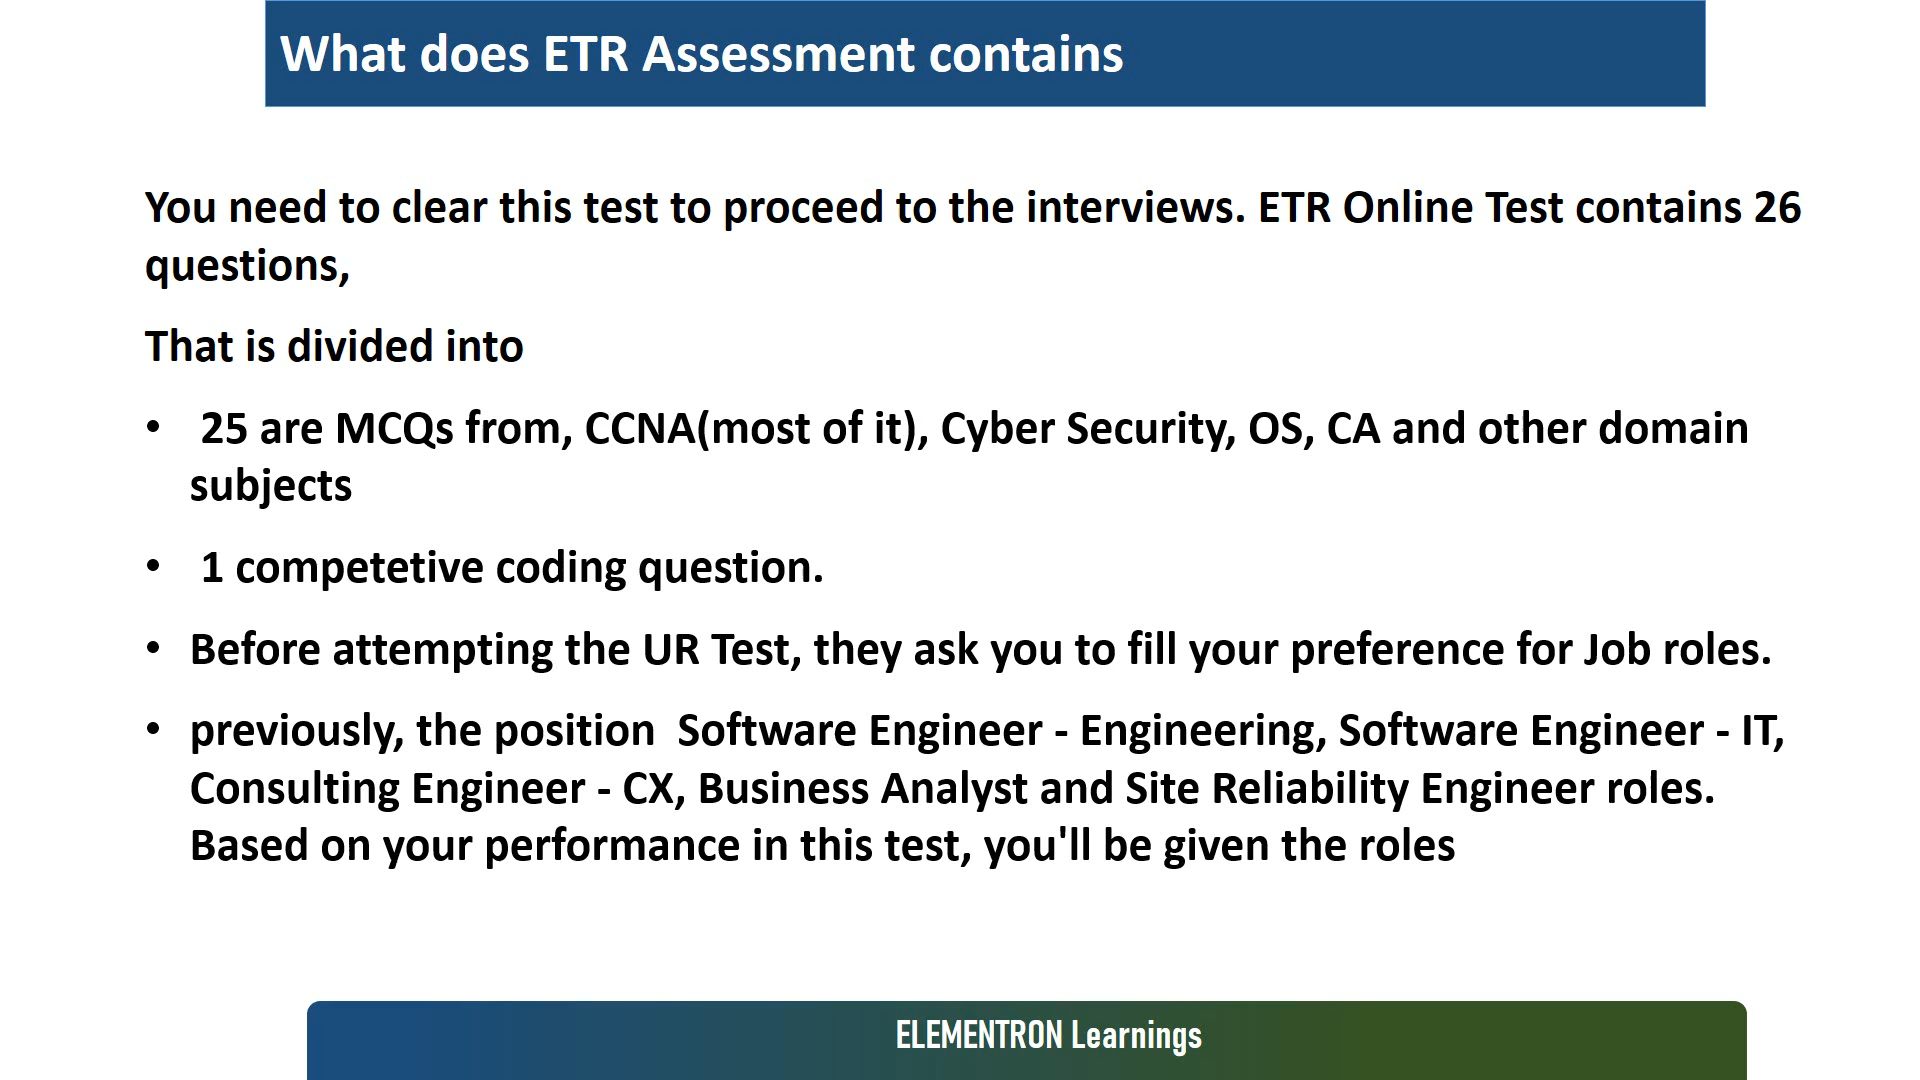 What does ETR Assessment contains
You need to clear this test to proceed to the interviews. ETR Online Test contains 26
questions,
That is divided into
• 25 are MCQs from, CCNA(most of it), Cyber Security, OS, CA and other domain
subjects
• 1 competetive coding question.
• Before attempting the UR Test, they ask you to fill your preference for Job roles.
• previously, the position  Software Engineer - Engineering, Software Engineer - IT,
Consulting Engineer - CX, Business Analyst and Site Reliability Engineer roles.
Based on your performance in this test, you'll be given the roles
ELEMENTRON Learnings